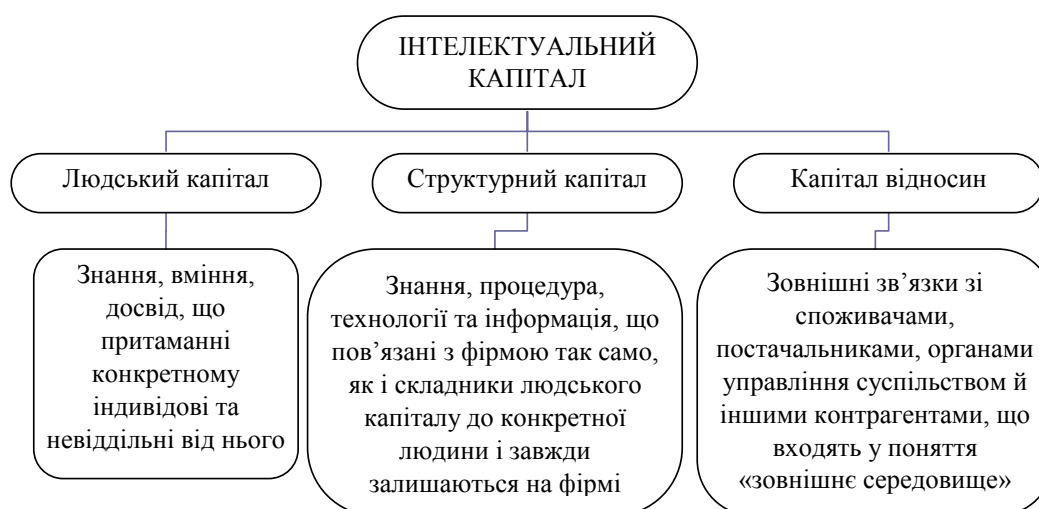 ІНТЕЛЕКТУАЛЬНИЙ
КАПІТАЛ
Людський капітал
Структурний капітал
Капітал відносин
Знання, вміння,
досвід, що
притаманні
конкретному
індивідові та
невіддільні від нього
Знання, процедура,
технології та інформація, що
пов’язані з фірмою так само,
як і складники людського
капіталу до конкретної
людини і завжди
залишаються на фірмі
Зовнішні зв’язки зі
споживачами,
постачальниками, органами
управління суспільством й
іншими контрагентами, що
входять у поняття
«зовнішнє середовище»